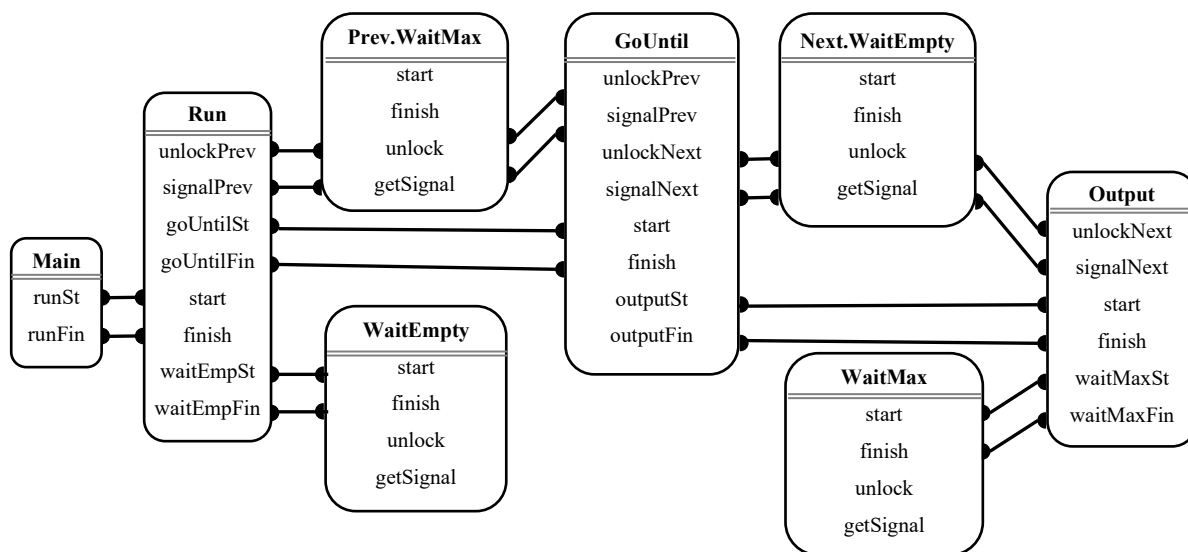 Main
runSt
runFin
Run
unlockPrev
signalPrev
goUntilSt
goUntilFin
start
finish
waitEmpSt
waitEmpFin
Prev.WaitMax
start
finish
unlock
getSignal
WaitEmpty
start
finish
unlock
getSignal
GoUntil
unlockPrev
signalPrev
unlockNext
signalNext
start
finish
outputSt
outputFin
Next.WaitEmpty
start
finish
unlock
getSignal
WaitMax
start
finish
unlock
getSignal
Output
unlockNext
signalNext
start
finish
waitMaxSt
waitMaxFin